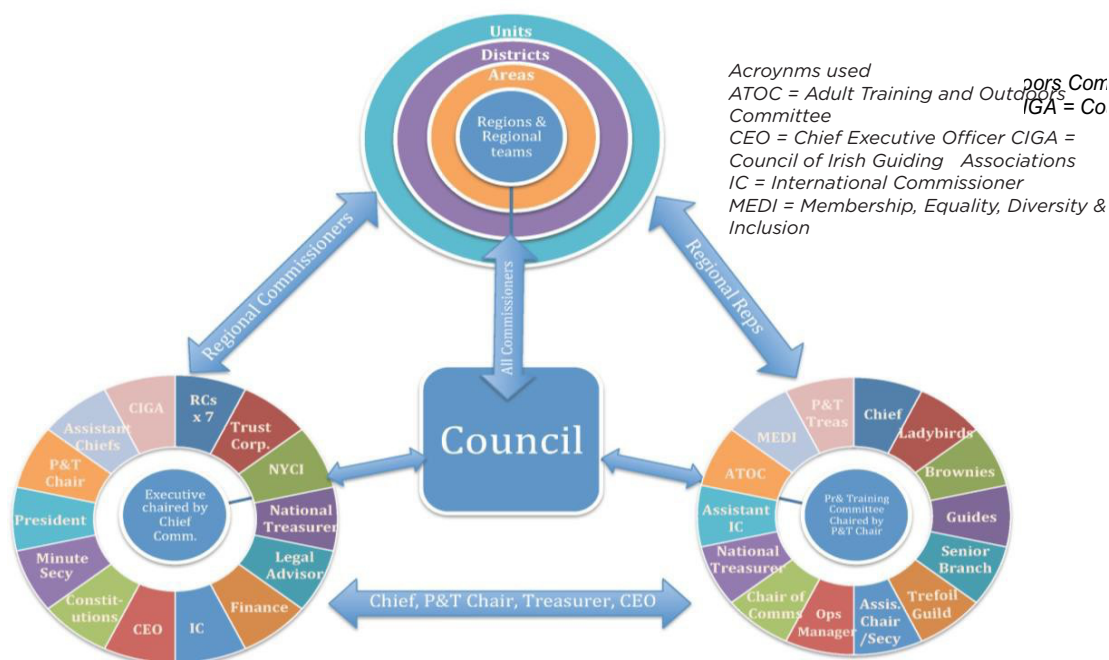 Units
Districts
Areas
Regions &
Regional
teams
Acroynms used
ATOC = Adult Training and Outdoors
Committee
CEO = Chief Executive Officer CIGA =
Council of Irish Guiding Associations
IC = International Commissioner
MEDI = Membership, Equality, Diversity &
Inclusion
oors Com
IGA = Co
Regional Commissioners
All Commissioners
Regional Reps
Council
RCs
x 7
Trust
Corp.
NYCI
National
Treasurer
Legal
Advisor
Finance
IC
CEO
Constit-
utions
Minute
Secy
President
P&T
Chair
Assistant
Chiefs
CIGA
Executive
chaired by
Chief
Comm.
Chief, P&T Chair, Treasurer, CEO
Chief
Ladybirds
Brownies
Guides
Senior
Branch
Trefoil
Guild
Assis.
Chair
/Secy
Ops
Manager
Chair of
Comms
National
Treasurer
Assistant
IC
ATOC
MEDI
P&T
Treas
Pr& Training
Committee
Chaired by
P&T Chair